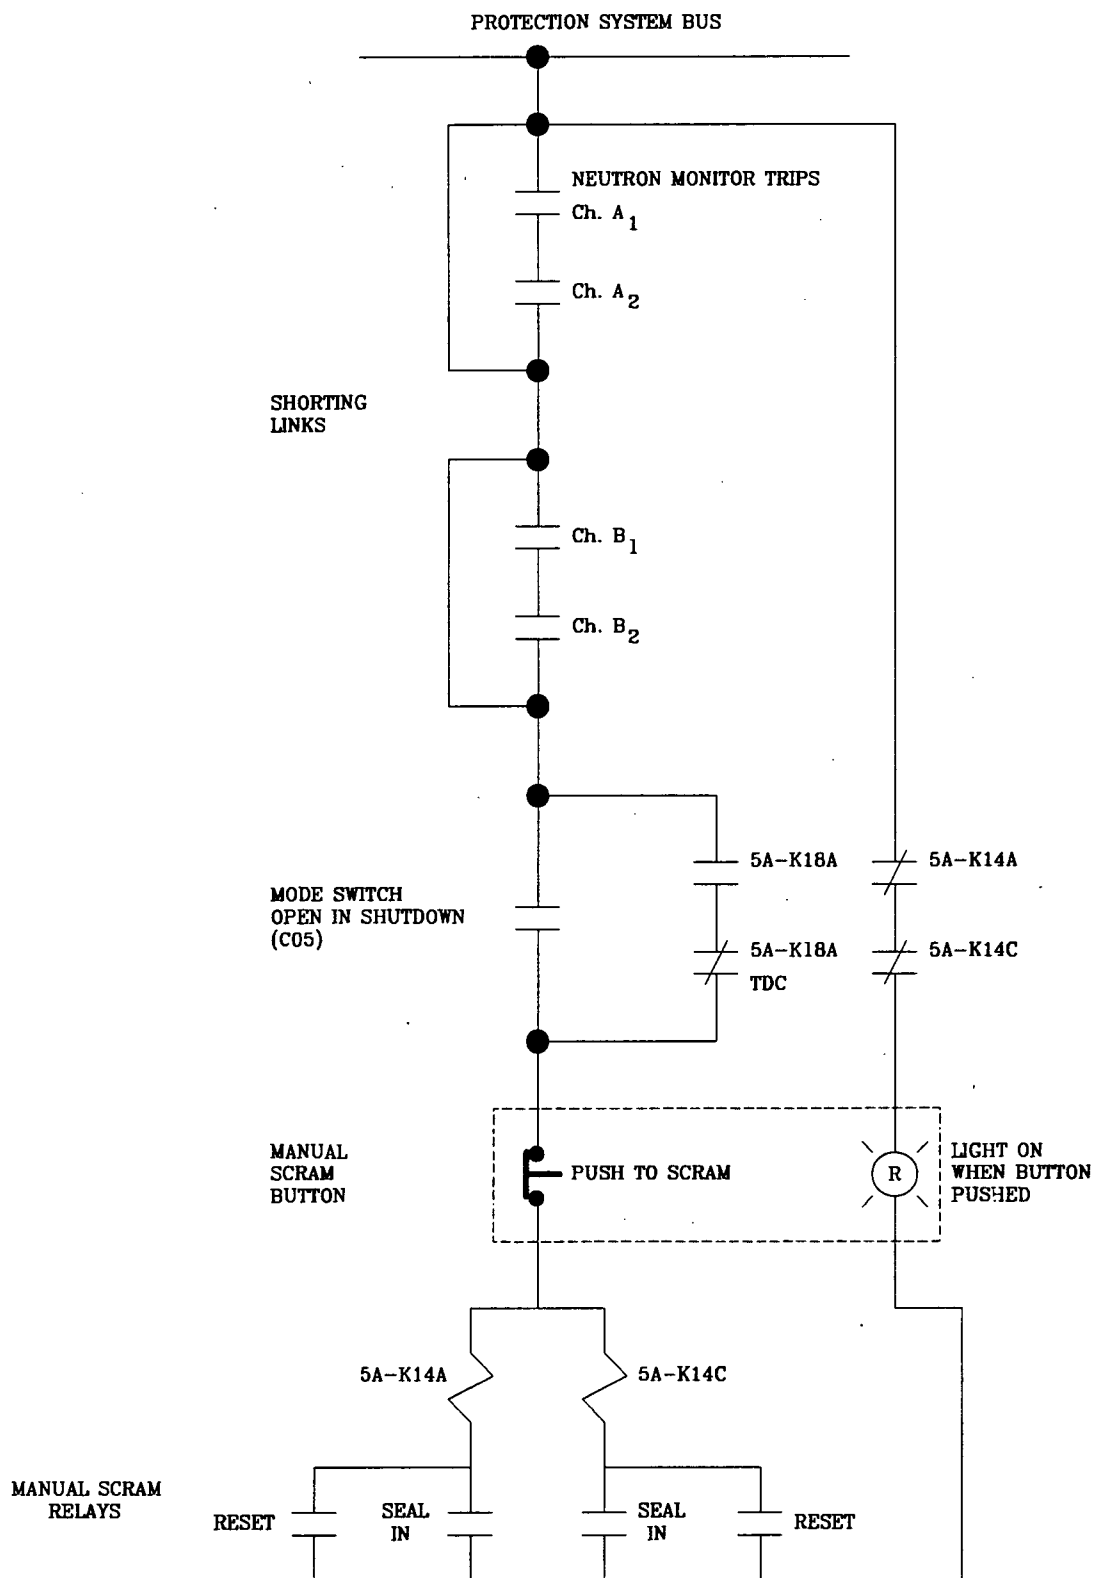 PROTECTION SYSTEM BUS
NEUTRON MONITOR TRIPS
Ch. A1
Ch. A2
SHORTING
LINKS
Ch. B1
Ch. B2
5A-K18A
5A-K14A
MODE SWITCH
OPEN IN SHUTDOWN
(C05)
5A-K18A
TDC
5A-K14C
MANUAL
SCRAM
BUTTON
PUSH TO SCRAM
R
LIGHT ON
WHEN BUTTON
PUSHED
5A-K14A
5A-K14C
MANUAL SCRAM
RELAYS
RESET
SEAL
IN
SEAL
IN
RESET